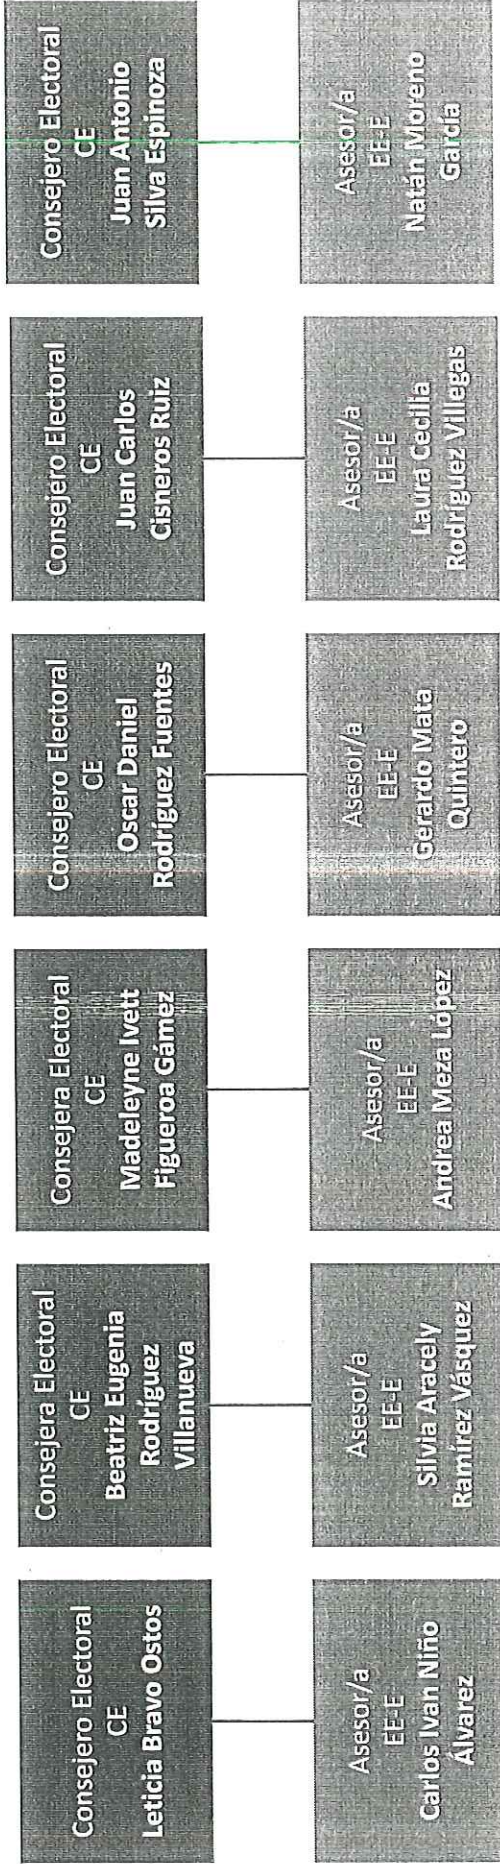 Consejero Electoral
CE
Leticia Bravo Ostos
Consejera Electoral
CE
Beatriz Eugenia
Rodríguez
Villanueva
Consejera Electoral
CE
Madeleyne Ivett
Figueroa Gámez
Consejero Electoral
CE
Oscar Daniel
Rodríguez Fuentes
Consejero Electoral
CE
Juan Carlos
Cisneros Ruiz
Consejero Electoral
CE
Juan Antonio
Silva Espinoza
Asesor/a
EE-E
Carlos Ivan Niño
Álvarez
Asesor/a
EE-E
Silvia Aracely
Ramírez Vásquez
Asesor/a
EE-E
Andrea Meza López
Asesor/a
EE-E
Gerardo Mata
Quintero
Asesor/a
EE-E
Laura Cecilia
Rodríguez Villegas
Asesor/a
EE-E
Natán Moreno
García